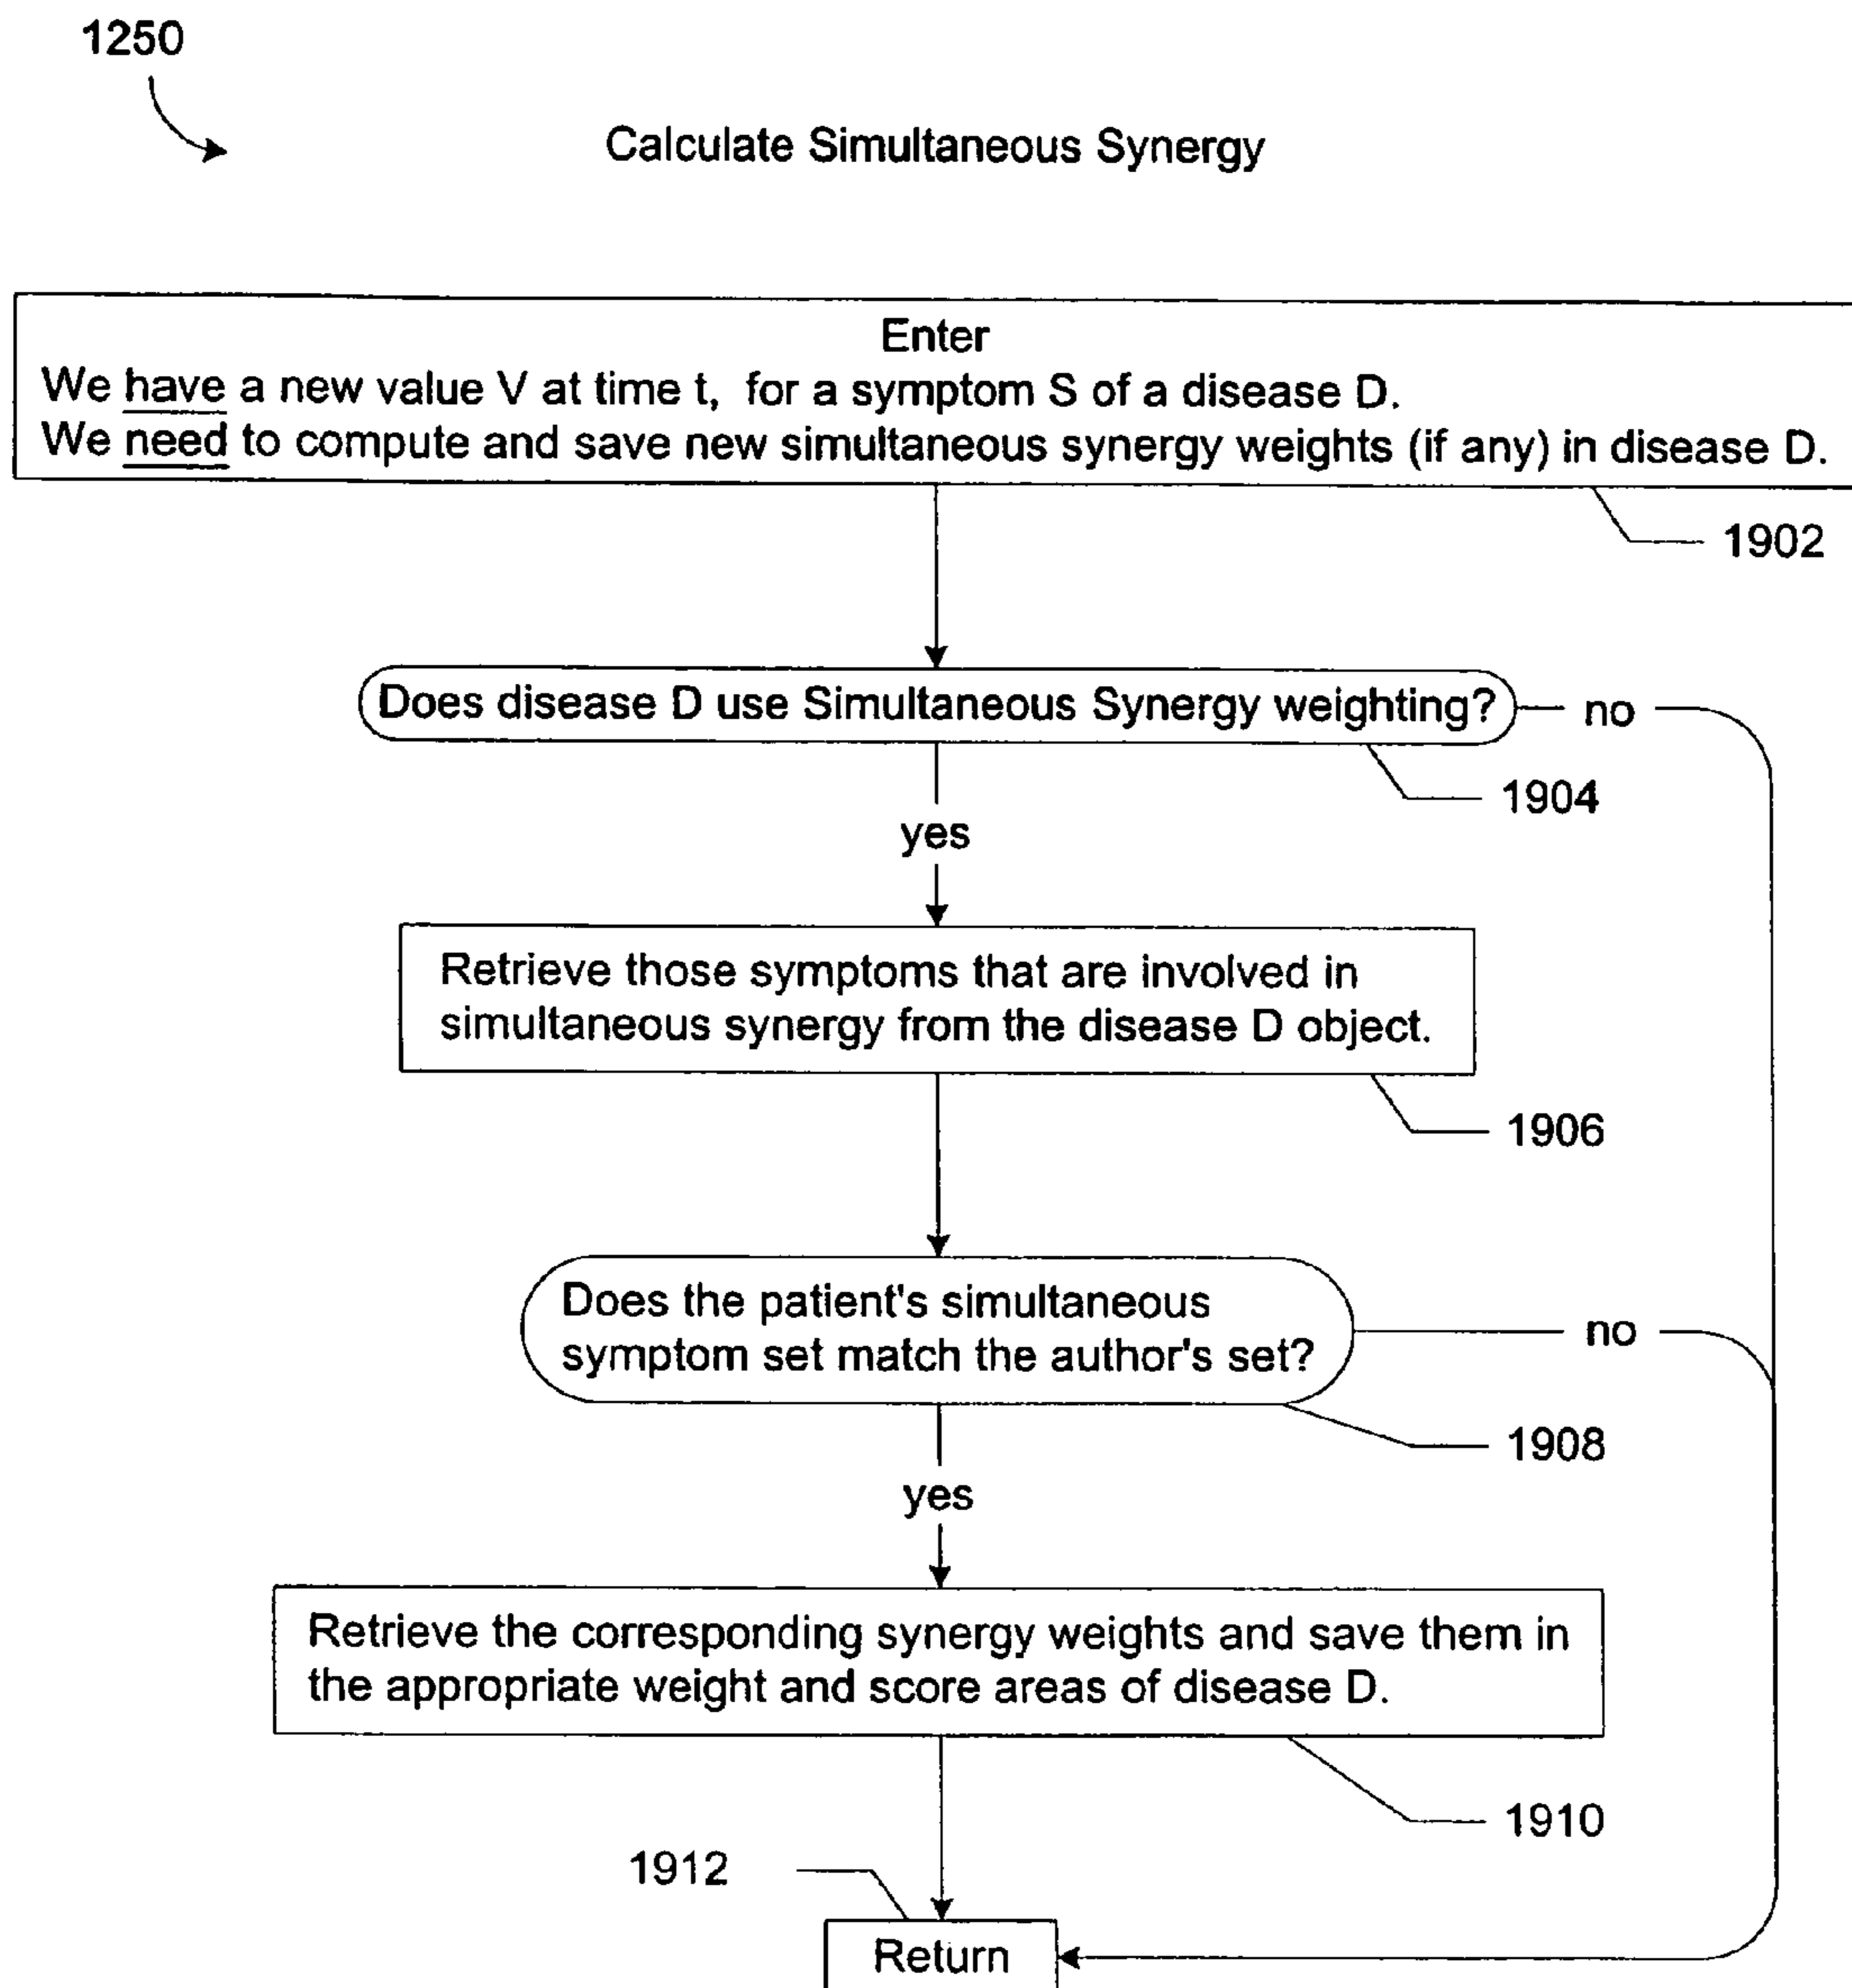 1250
Calculate Simultaneous Synergy
Enter
We have a new value V at time t, for a symptom S of a disease D.
We need to compute and save new simultaneous synergy weights (if any) in disease D.
1902
Does disease D use Simultaneous Synergy weighting?
no
1904
yes
Retrieve those symptoms that are involved in
simultaneous synergy from the disease D object.
1906
Does the patient's simultaneous
symptom set match the author's set?
no
1908
yes
Retrieve the corresponding synergy weights and save them in
the appropriate weight and score areas of disease D.
1910
1912
Return